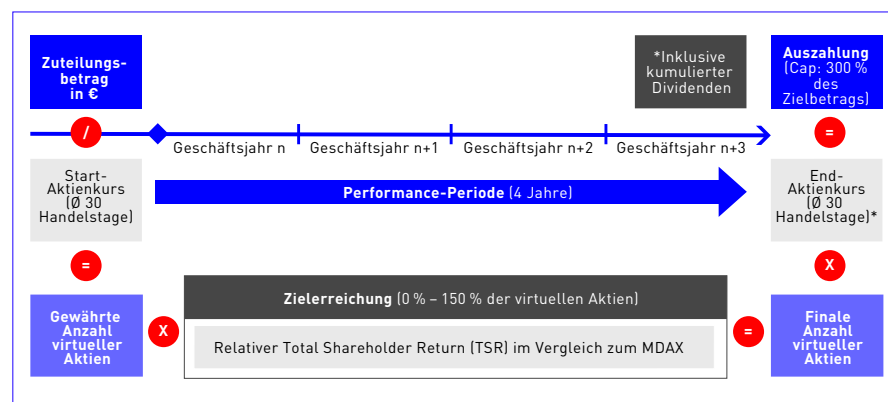 Zuteilungs-
betrag
in €
*Inklusive
kumulierter
Dividenden
Auszahlung
(Cap: 300 %
des
Zielbetrags)
/
=
Geschäftsjahr n
Geschäftsjahr n+1
Geschäftsjahr n+2
Geschäftsjahr n+3
Start-
Aktienkurs
(Ø 30
Handelstage)
Performance-Periode (4 Jahre)
End-
Aktienkurs
(Ø 30
Handelstage)*
=
X
Gewährte
Anzahl
virtueller
Aktien
X
Zielerreichung (0 % – 150 % der virtuellen Aktien)
Relativer Total Shareholder Return (TSR) im Vergleich zum MDAX
=
Finale
Anzahl
virtueller
Aktien